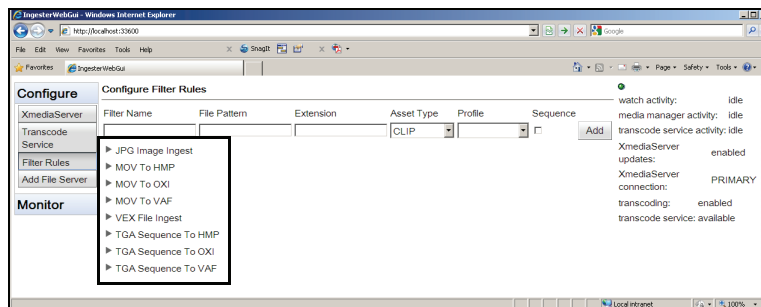 IngesterWebGui - Windows Internet Explorer
http://localhost:33600
Google
File Edit View Favorites Tools Help
SnagIt
Favorites
IngesterWebGui
Page Safety Tools
Configure
XmediaServer
Transcode
Service
Filter Rules
Add File Server
Monitor
Configure Filter Rules
Filter Name File Pattern Extension Asset Type Profile Sequence
CLIP
Add
JPG Image Ingest
MOV To HMP
MOV To OXI
MOV To VAF
VEX File Ingest
TGA Sequence To HMP
TGA Sequence To OXI
TGA Sequence To VAF
watch activity: idle
media manager activity: idle
transcode service activity: idle
XmediaServer
updates: enabled
XmediaServer
connection: PRIMARY
transcoding: enabled
transcode service: available
Local intranet
100%